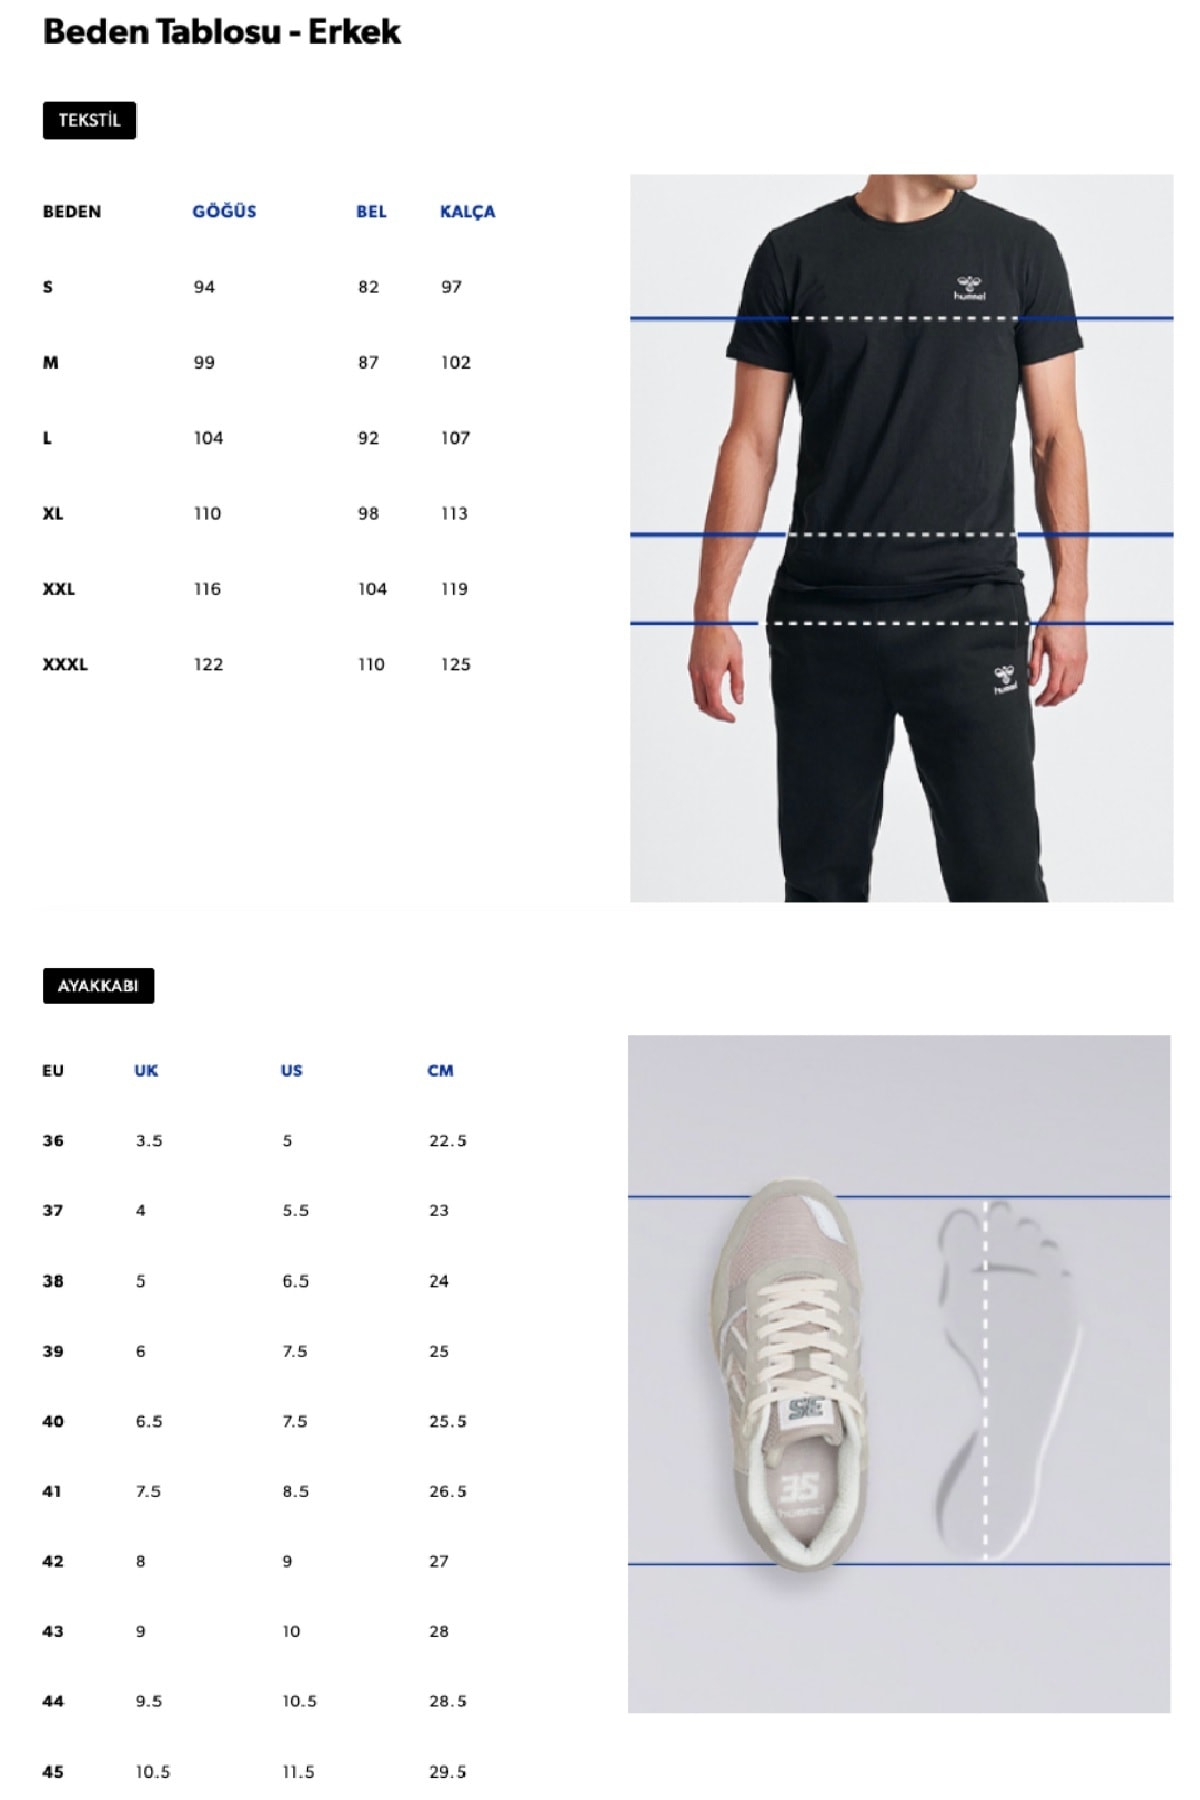 Beden Tablosu - Erkek
TEKSTİL
BEDEN GÖĞÜS BEL KALÇA
S 94 82 97
M 99 87 102
L 104 92 107
XL 110 98 113
XXL 116 104 119
XXXL 122 110 125
hummel
hummel
AYAKKABI
EU UK US CM
36 3.5 5 22.5
37 4 5.5 23
38 5 6.5 24
39 6 7.5 25
40 6.5 7.5 25.5
41 7.5 8.5 26.5
42 8 9 27
43 9 10 28
44 9.5 10.5 28.5
45 10.5 11.5 29.5
hummel